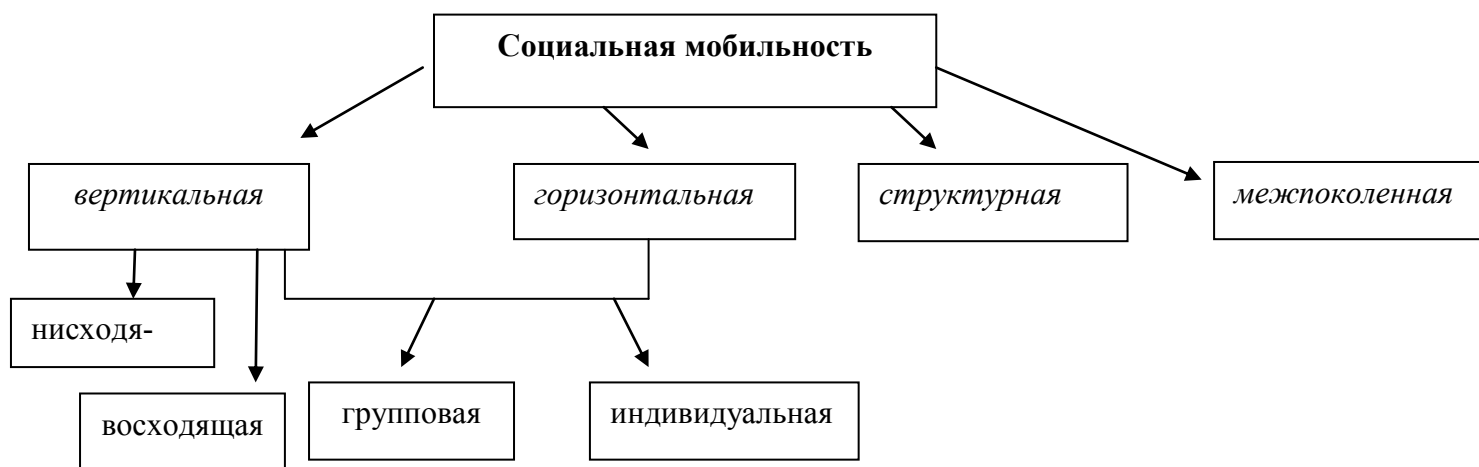 Социальная мобильность
вертикальная
горизонтальная
структурная
межпоколенная
нисходя-
восходящая
групповая
индивидуальная